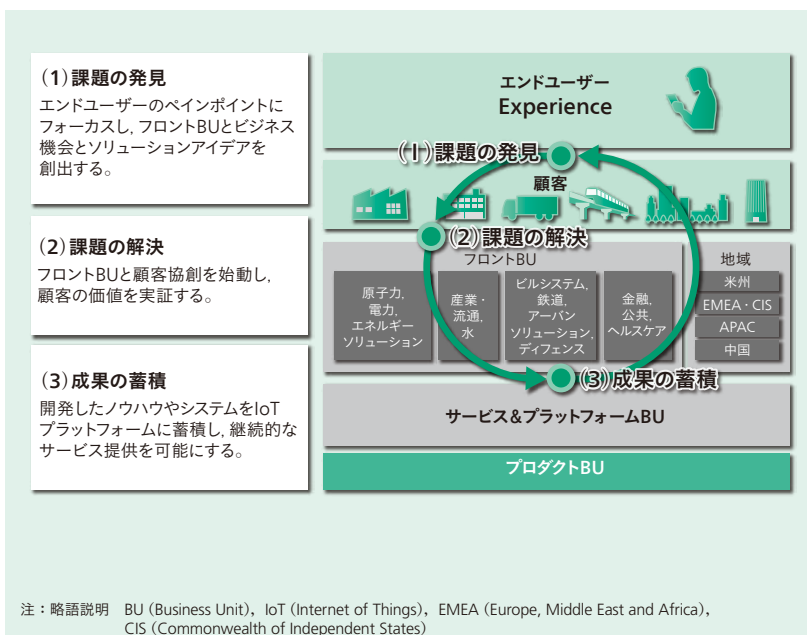 (1)課題の発見
エンドユーザーのペインポイントに
フォーカスし,フロントBUとビジネス
機会とソリューションアイデアを
創出する。
(2)課題の解決
フロントBUと顧客協創を始動し,
顧客の価値を実証する。
(3)成果の蓄積
開発したノウハウやシステムをIoT
プラットフォームに蓄積し,継続的な
サービス提供を可能にする。
エンドユーザー
Experience
(1)課題の発見
顧客
(2)課題の解決
フロントBU
原子力,
電力,
エネルギー
ソリューション
産業・
流通,
水
ビルシステム,
鉄道,
アーバン
ソリューション,
ディフェンス
金融,
公共,
ヘルスケア
地域
米州
EMEA・CIS
APAC
中国
(3)成果の蓄積
サービス&プラットフォームBU
プロダクトBU
注:略語説明 BU(Business Unit),IoT(Internet of Things),EMEA(Europe, Middle East and Africa),
CIS(Commonwealth of Independent States)